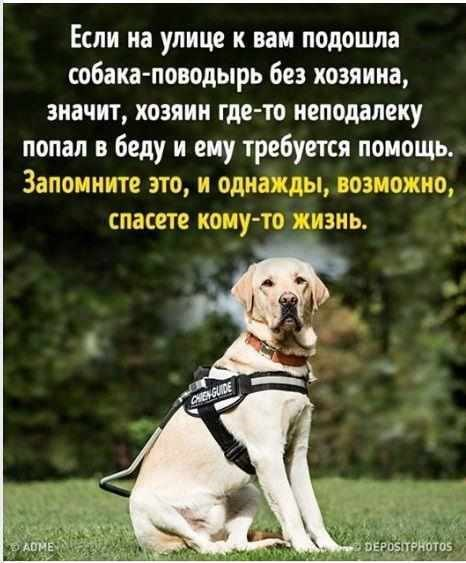 Если на улице к вам подошла
собака-поводырь без хозяина,
значит, хозяин где-то неподалеку
попал в беду и ему требуется помощь.
Запомните это, и однажды, возможно,
спасете кому-то жизнь.
CHIEN-GUIDE
© ADME
© DEPOSITPHOTOS